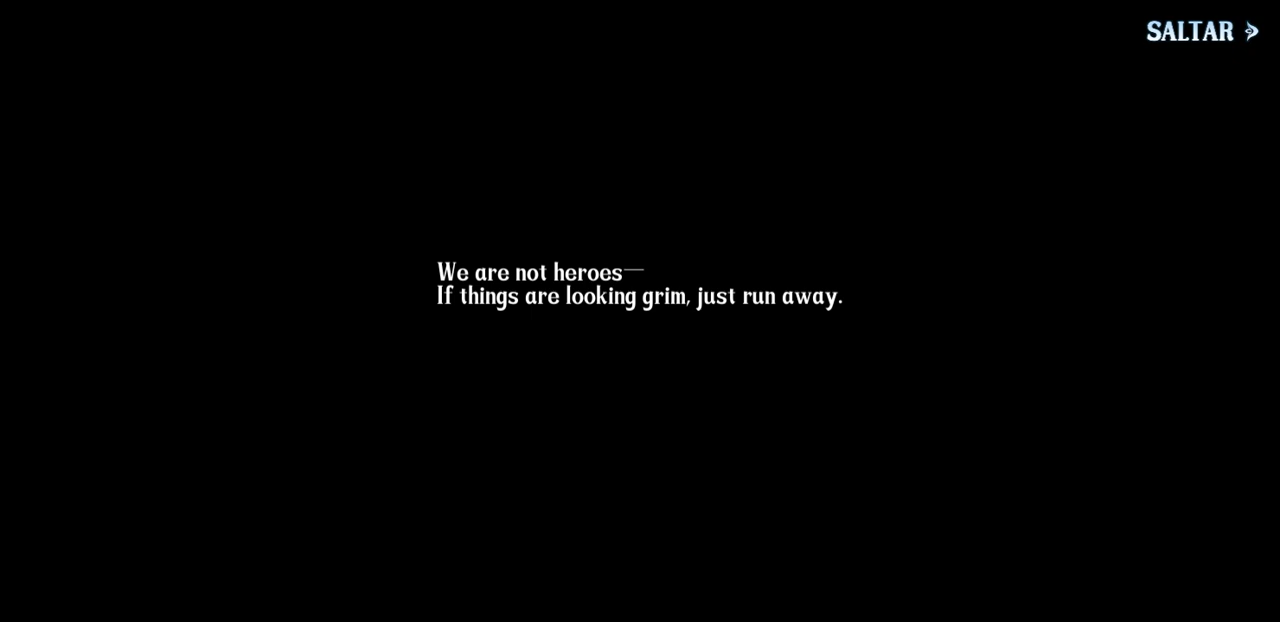 SALTAR
We are not heroes—
If things are looking grim, just run away.